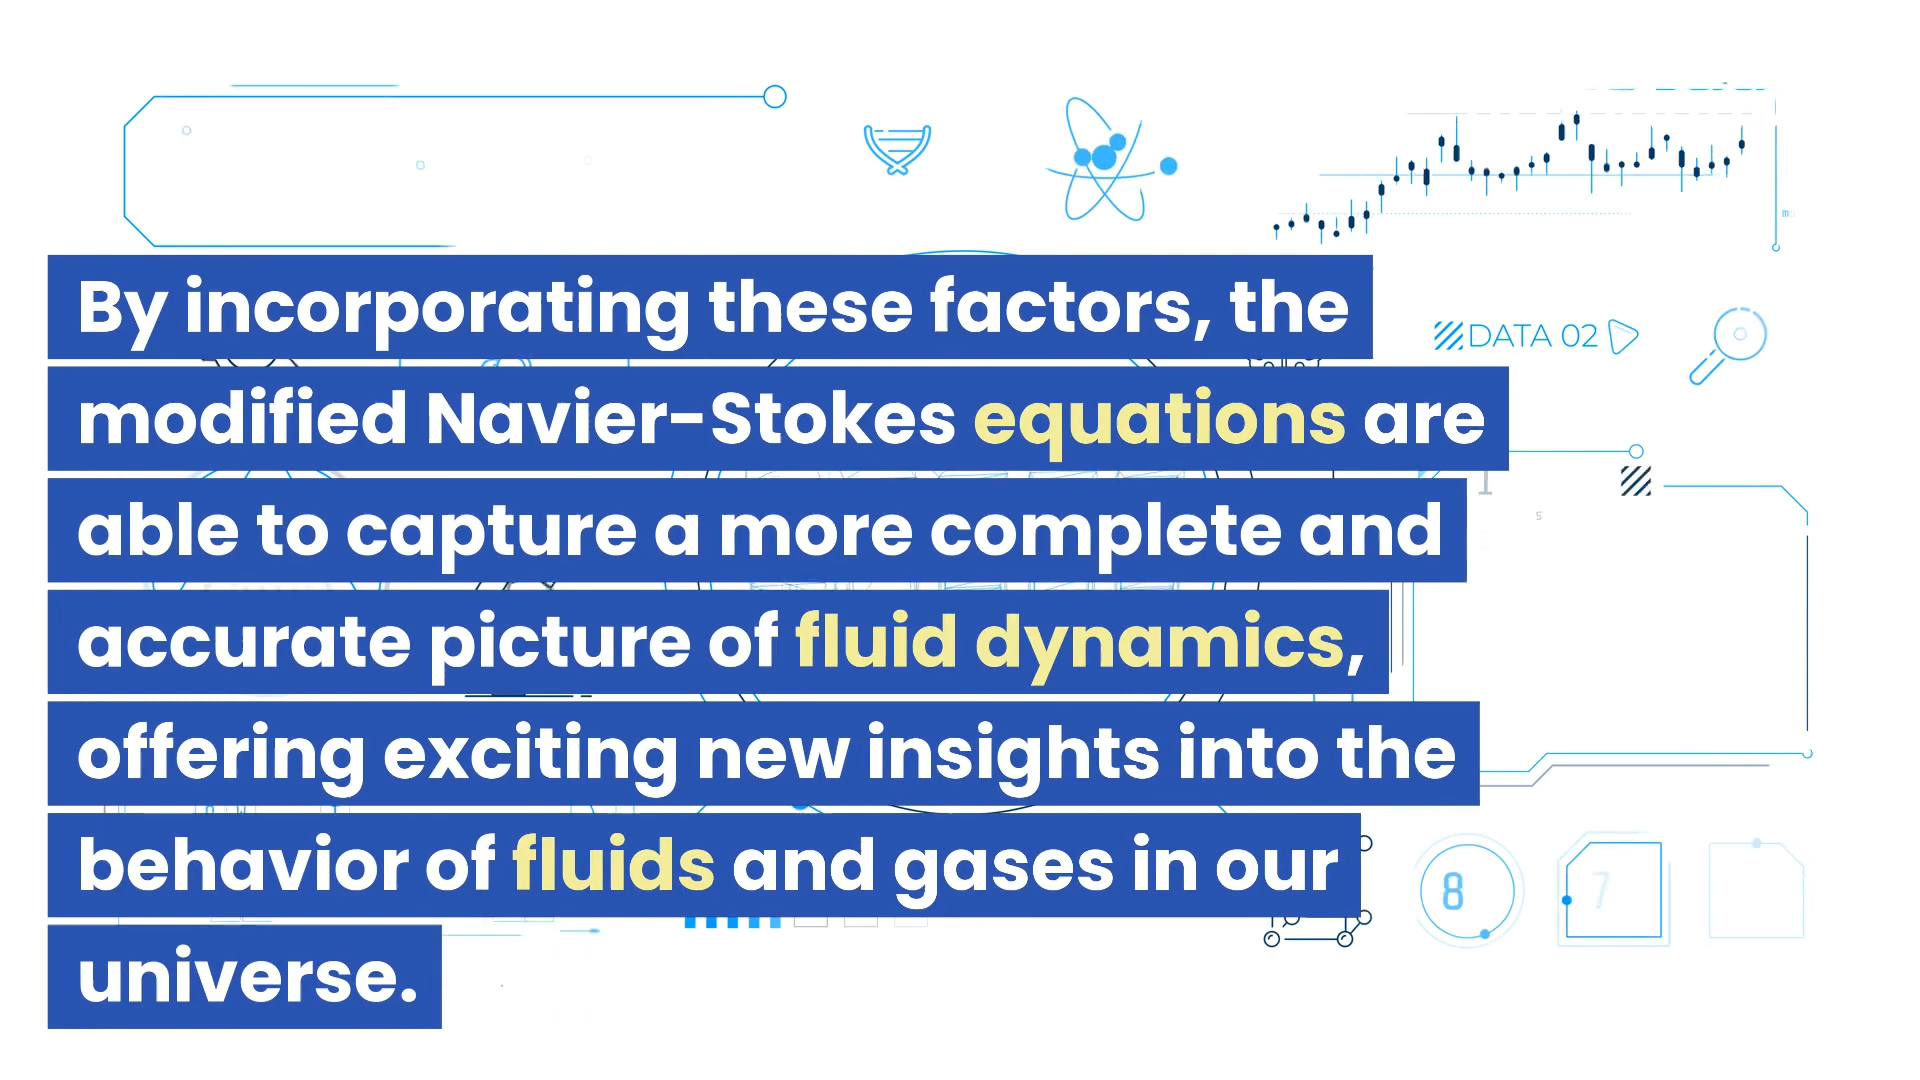 By incorporating these factors, the
modified Navier-Stokes equations are
able to capture a more complete and
accurate picture of fluid dynamics,
offering exciting new insights into the
behavior of fluids and gases in our
universe.
m
DATA 02
1
s
8
7